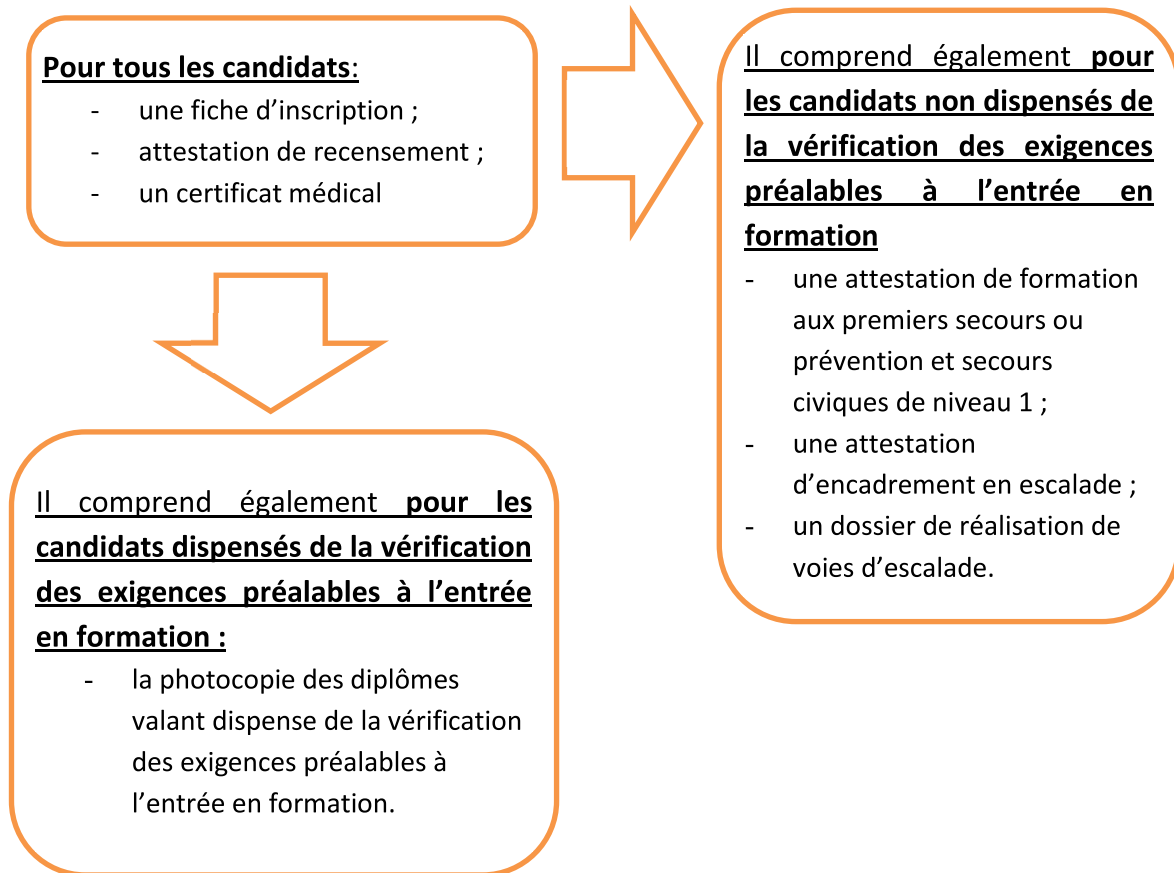 Pour tous les candidats:
- une fiche d’inscription ;
- attestation de recensement ;
- un certificat médical
Il comprend également pour
les candidats non dispensés de
la vérification des exigences
préalables à l’entrée en
formation
- une attestation de formation
aux premiers secours ou
prévention et secours
civiques de niveau 1 ;
- une attestation
d’encadrement en escalade ;
- un dossier de réalisation de
voies d’escalade.
Il comprend également pour les
candidats dispensés de la vérification
des exigences préalables à l’entrée
en formation :
- la photocopie des diplômes
valant dispense de la vérification
des exigences préalables à
l’entrée en formation.